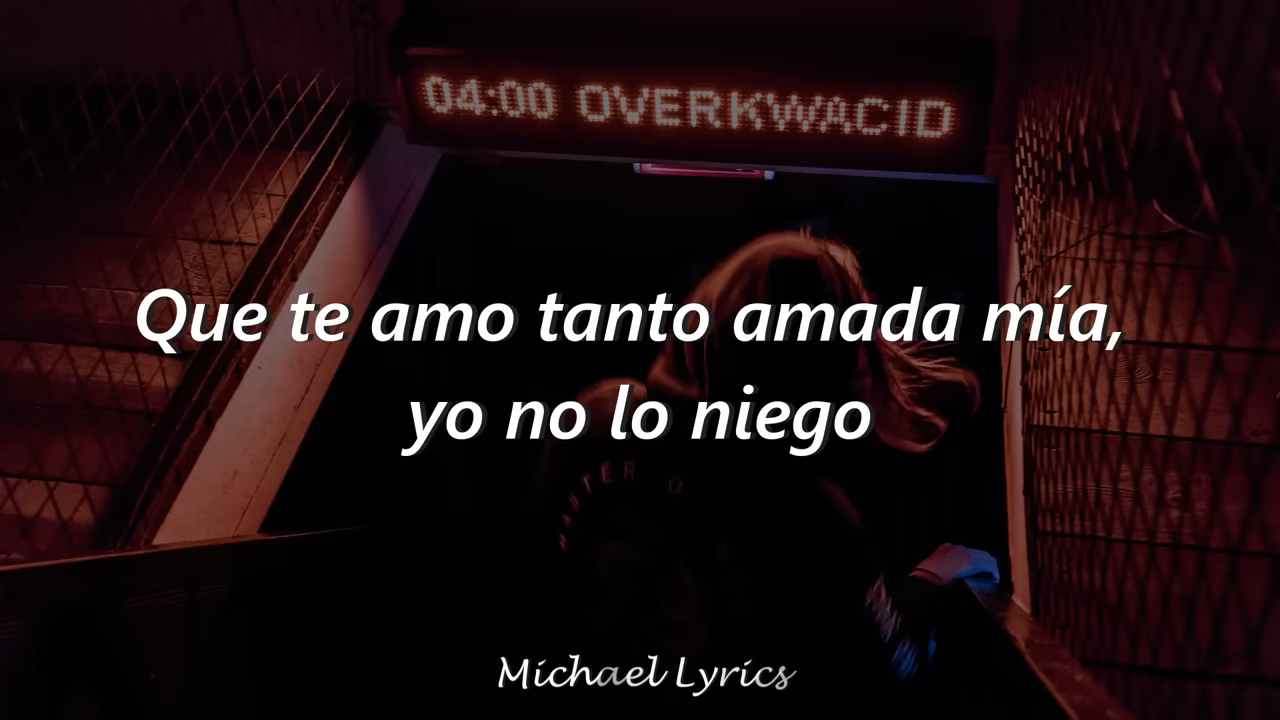 04:00 OVERKWACID
Que te amo tanto amada mía,
yo no lo niego
Michael Lyrics